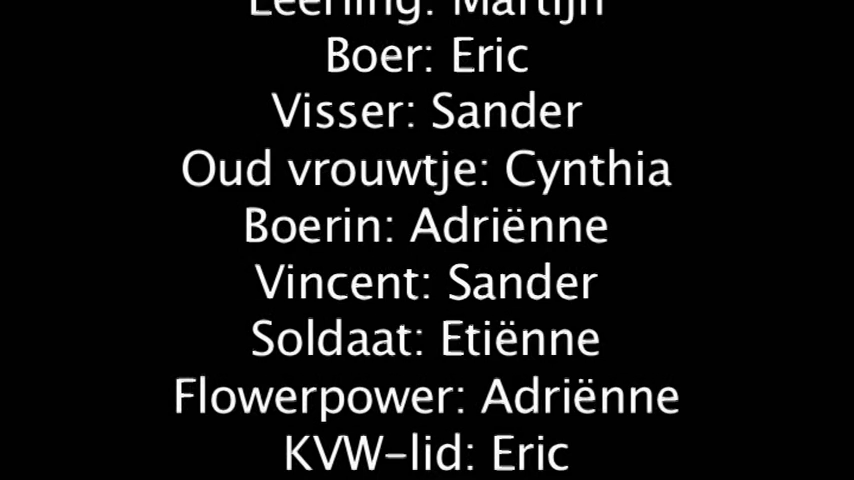 Leerling: Martijn
Boer: Eric
Visser: Sander
Oud vrouwtje: Cynthia
Boerin: Adriënne
Vincent: Sander
Soldaat: Etiënne
Flowerpower: Adriënne
KVW-lid: Eric